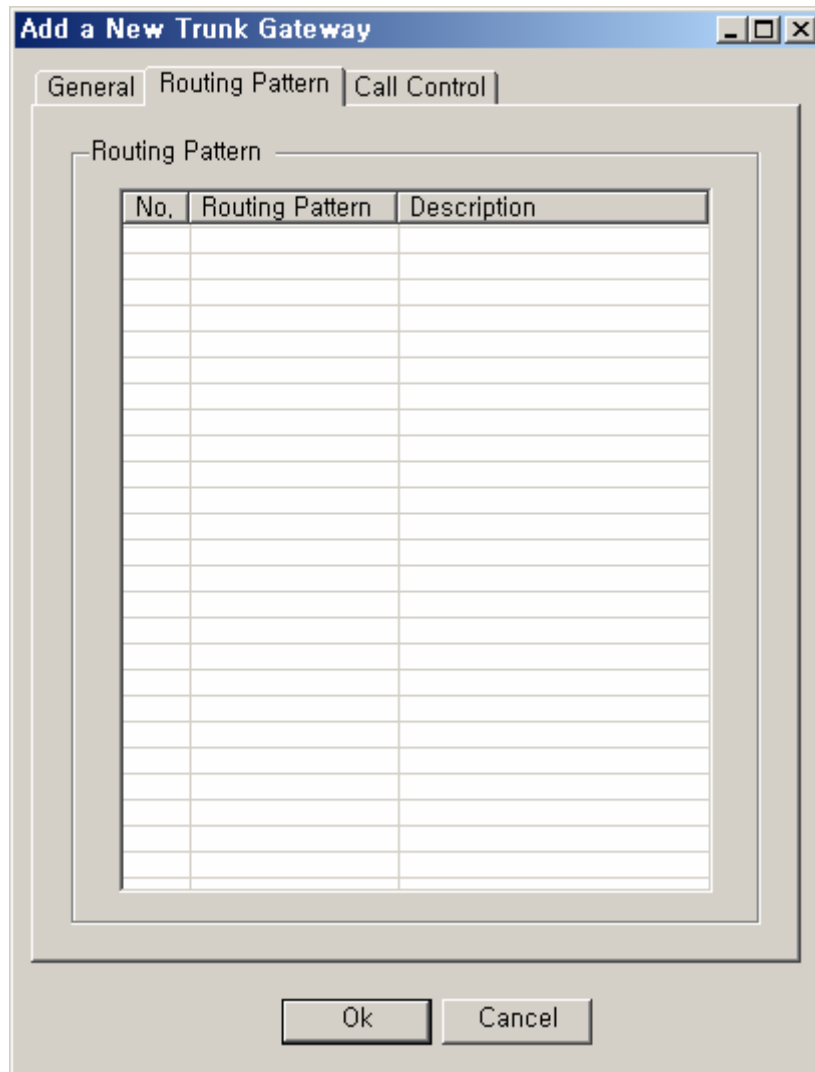 Add a New Trunk Gateway
General Routing Pattern Call Control
Routing Pattern
No. Routing Pattern Description
Ok Cancel